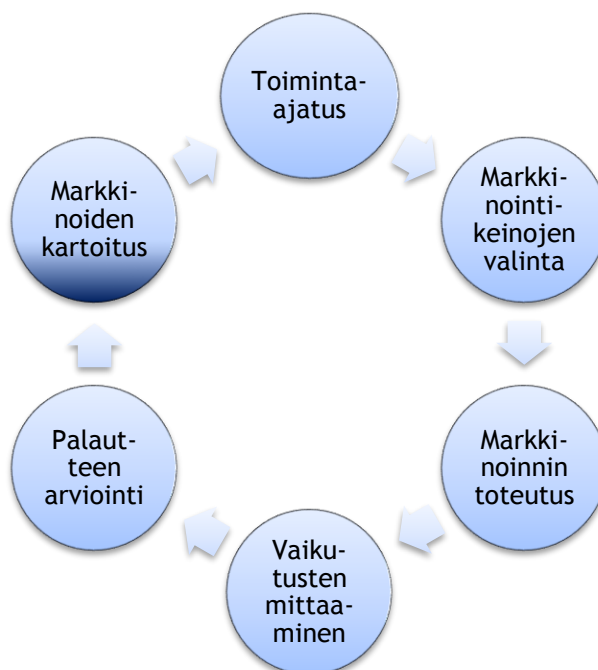 Toiminta-
ajatus
Markki-
nointi-
keinojen
valinta
Markki-
noinnin
toteutus
Vaiku-
tusten
mittaa-
minen
Palaut-
teen
arviointi
Markki-
noiden
kartoitus